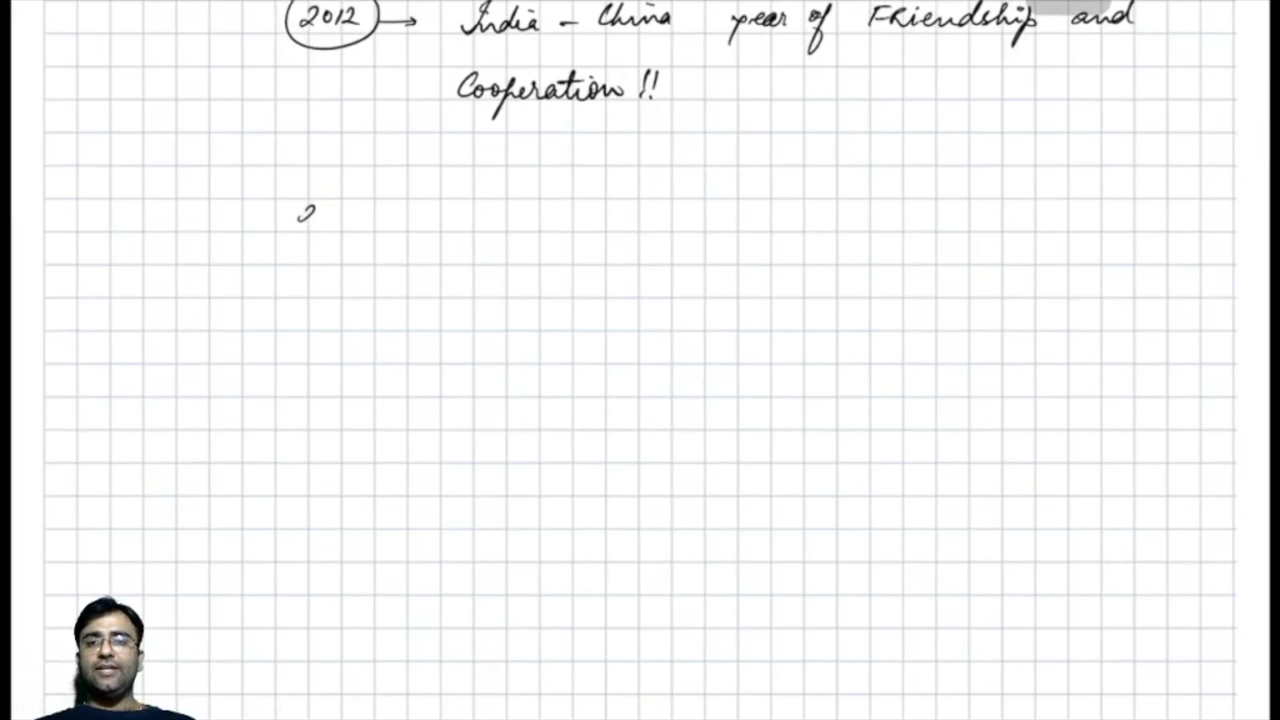 2012 → India - China year of Friendship and
Cooperation !!